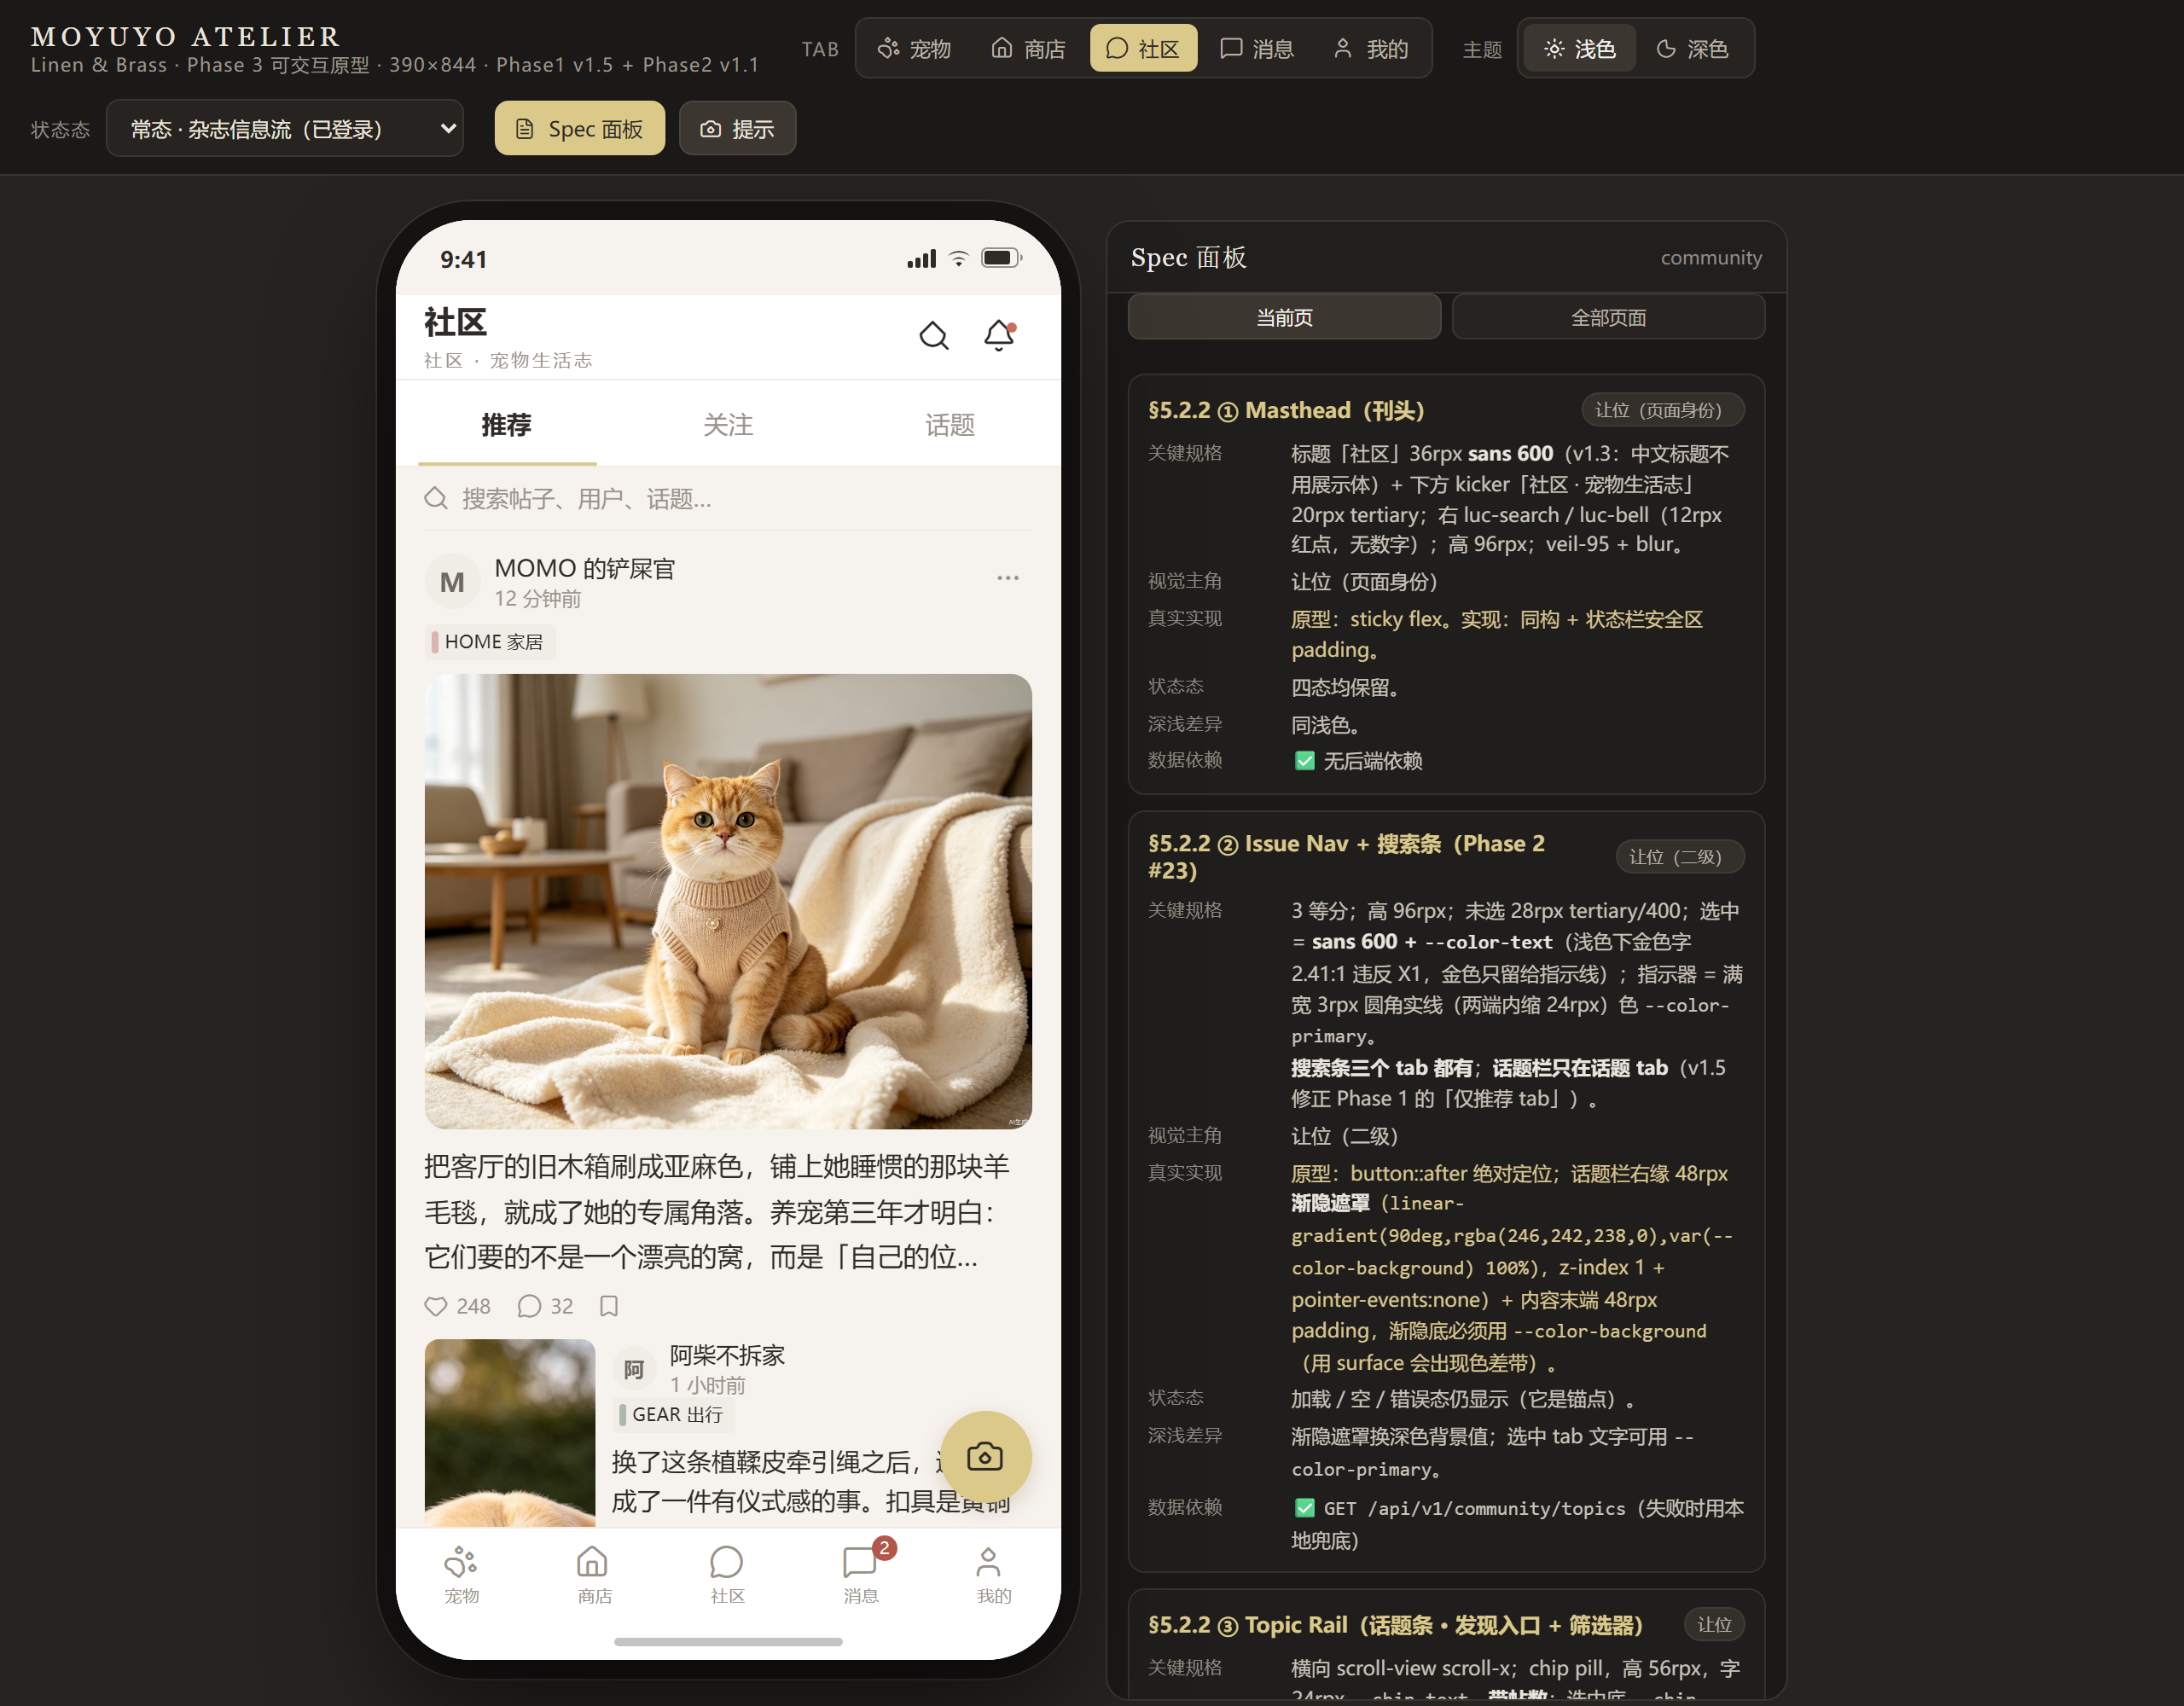 MOYUYO ATELIER
Linen & Brass · Phase 3 可交互原型 · 390×844 · Phase1 v1.5 + Phase2 v1.1
TAB
宠物
商店
社区
消息
我的
主题
浅色
深色
状态态
常态 · 杂志信息流（已登录）
Spec 面板
提示
9:41
社区
社区 · 宠物生活志
推荐
关注
话题
搜索帖子、用户、话题...
M
MOMO 的铲屎官
12 分钟前
HOME 家居
把客厅的旧木箱刷成亚麻色，铺上她睡惯的那块羊
毛毯，就成了她的专属角落。养宠第三年才明白：
它们要的不是一个漂亮的窝，而是「自己的位...
248
32
阿
阿柴不拆家
1 小时前
GEAR 出行
换了这条植鞣皮牵引绳之后，
成了一件有仪式感的事。扣具是黄铜
宠物
商店
社区
2
消息
我的
Spec 面板
community
当前页
全部页面
§5.2.2 ① Masthead（刊头）
让位（页面身份）
关键规格
标题「社区」36rpx sans 600（v1.3：中文标题不
用展示体）+ 下方 kicker「社区 · 宠物生活志」
20rpx tertiary；右 luc-search / luc-bell（12rpx
红点，无数字）；高 96rpx；veil-95 + blur。
视觉主角
让位（页面身份）
真实实现
原型：sticky flex。实现：同构 + 状态栏安全区
padding。
状态态
四态均保留。
深浅差异
同浅色。
数据依赖
✅ 无后端依赖
§5.2.2 ② Issue Nav + 搜索条（Phase 2
#23）
让位（二级）
关键规格
3 等分；高 96rpx；未选 28rpx tertiary/400；选中
= sans 600 + --color-text（浅色下金色字
2.41:1 违反 X1，金色只留给指示线）；指示器 = 满
宽 3rpx 圆角实线（两端内缩 24rpx）色 --color-
primary。
搜索条三个 tab 都有；话题栏只在话题 tab（v1.5
修正 Phase 1 的「仅推荐 tab」）。
视觉主角
让位（二级）
真实实现
原型：button::after 绝对定位；话题栏右缘 48rpx
渐隐遮罩（linear-
gradient(90deg,rgba(246,242,238,0),var(--
color-background) 100%)，z-index 1 +
pointer-events:none）+ 内容末端 48rpx
padding，渐隐底必须用 --color-background
（用 surface 会出现色差带）。
状态态
加载 / 空 / 错误态仍显示（它是锚点）。
深浅差异
渐隐遮罩换深色背景值；选中 tab 文字可用 --
color-primary。
数据依赖
✅ GET /api/v1/community/topics（失败时用本
地兜底）
§5.2.2 ③ Topic Rail（话题条 • 发现入口 + 筛选器）
让位
关键规格
横向 scroll-view scroll-x；chip pill，高 56rpx，字